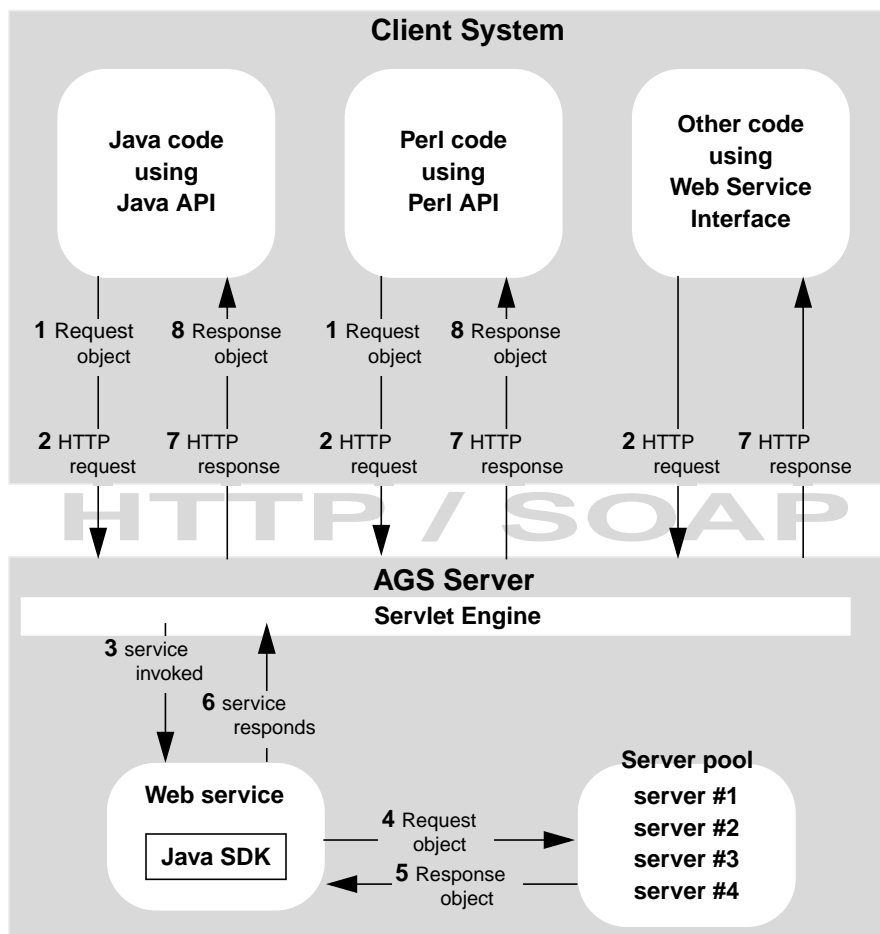 Client System
Java code
using
Java API
Perl code
using
Perl API
Other code
using
Web Service
Interface
1 Request
object
8 Response
object
1 Request
object
8 Response
object
2 HTTP
request
7 HTTP
response
2 HTTP
request
7 HTTP
response
2 HTTP
request
7 HTTP
response
HTTP / SOAP
AGS Server
Servlet Engine
3 service
invoked
6 service
responds
Web service
Java SDK
4 Request
object
5 Response
object
Server pool
server #1
server #2
server #3
server #4